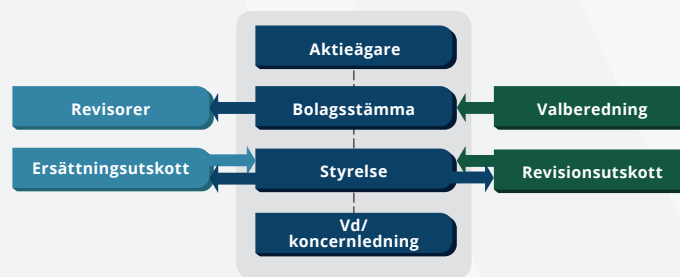 Aktieägare
Revisorer
Bolagsstämma
Valberedning
Ersättningsutskott
Styrelse
Revisionsutskott
Vd/
koncernledning